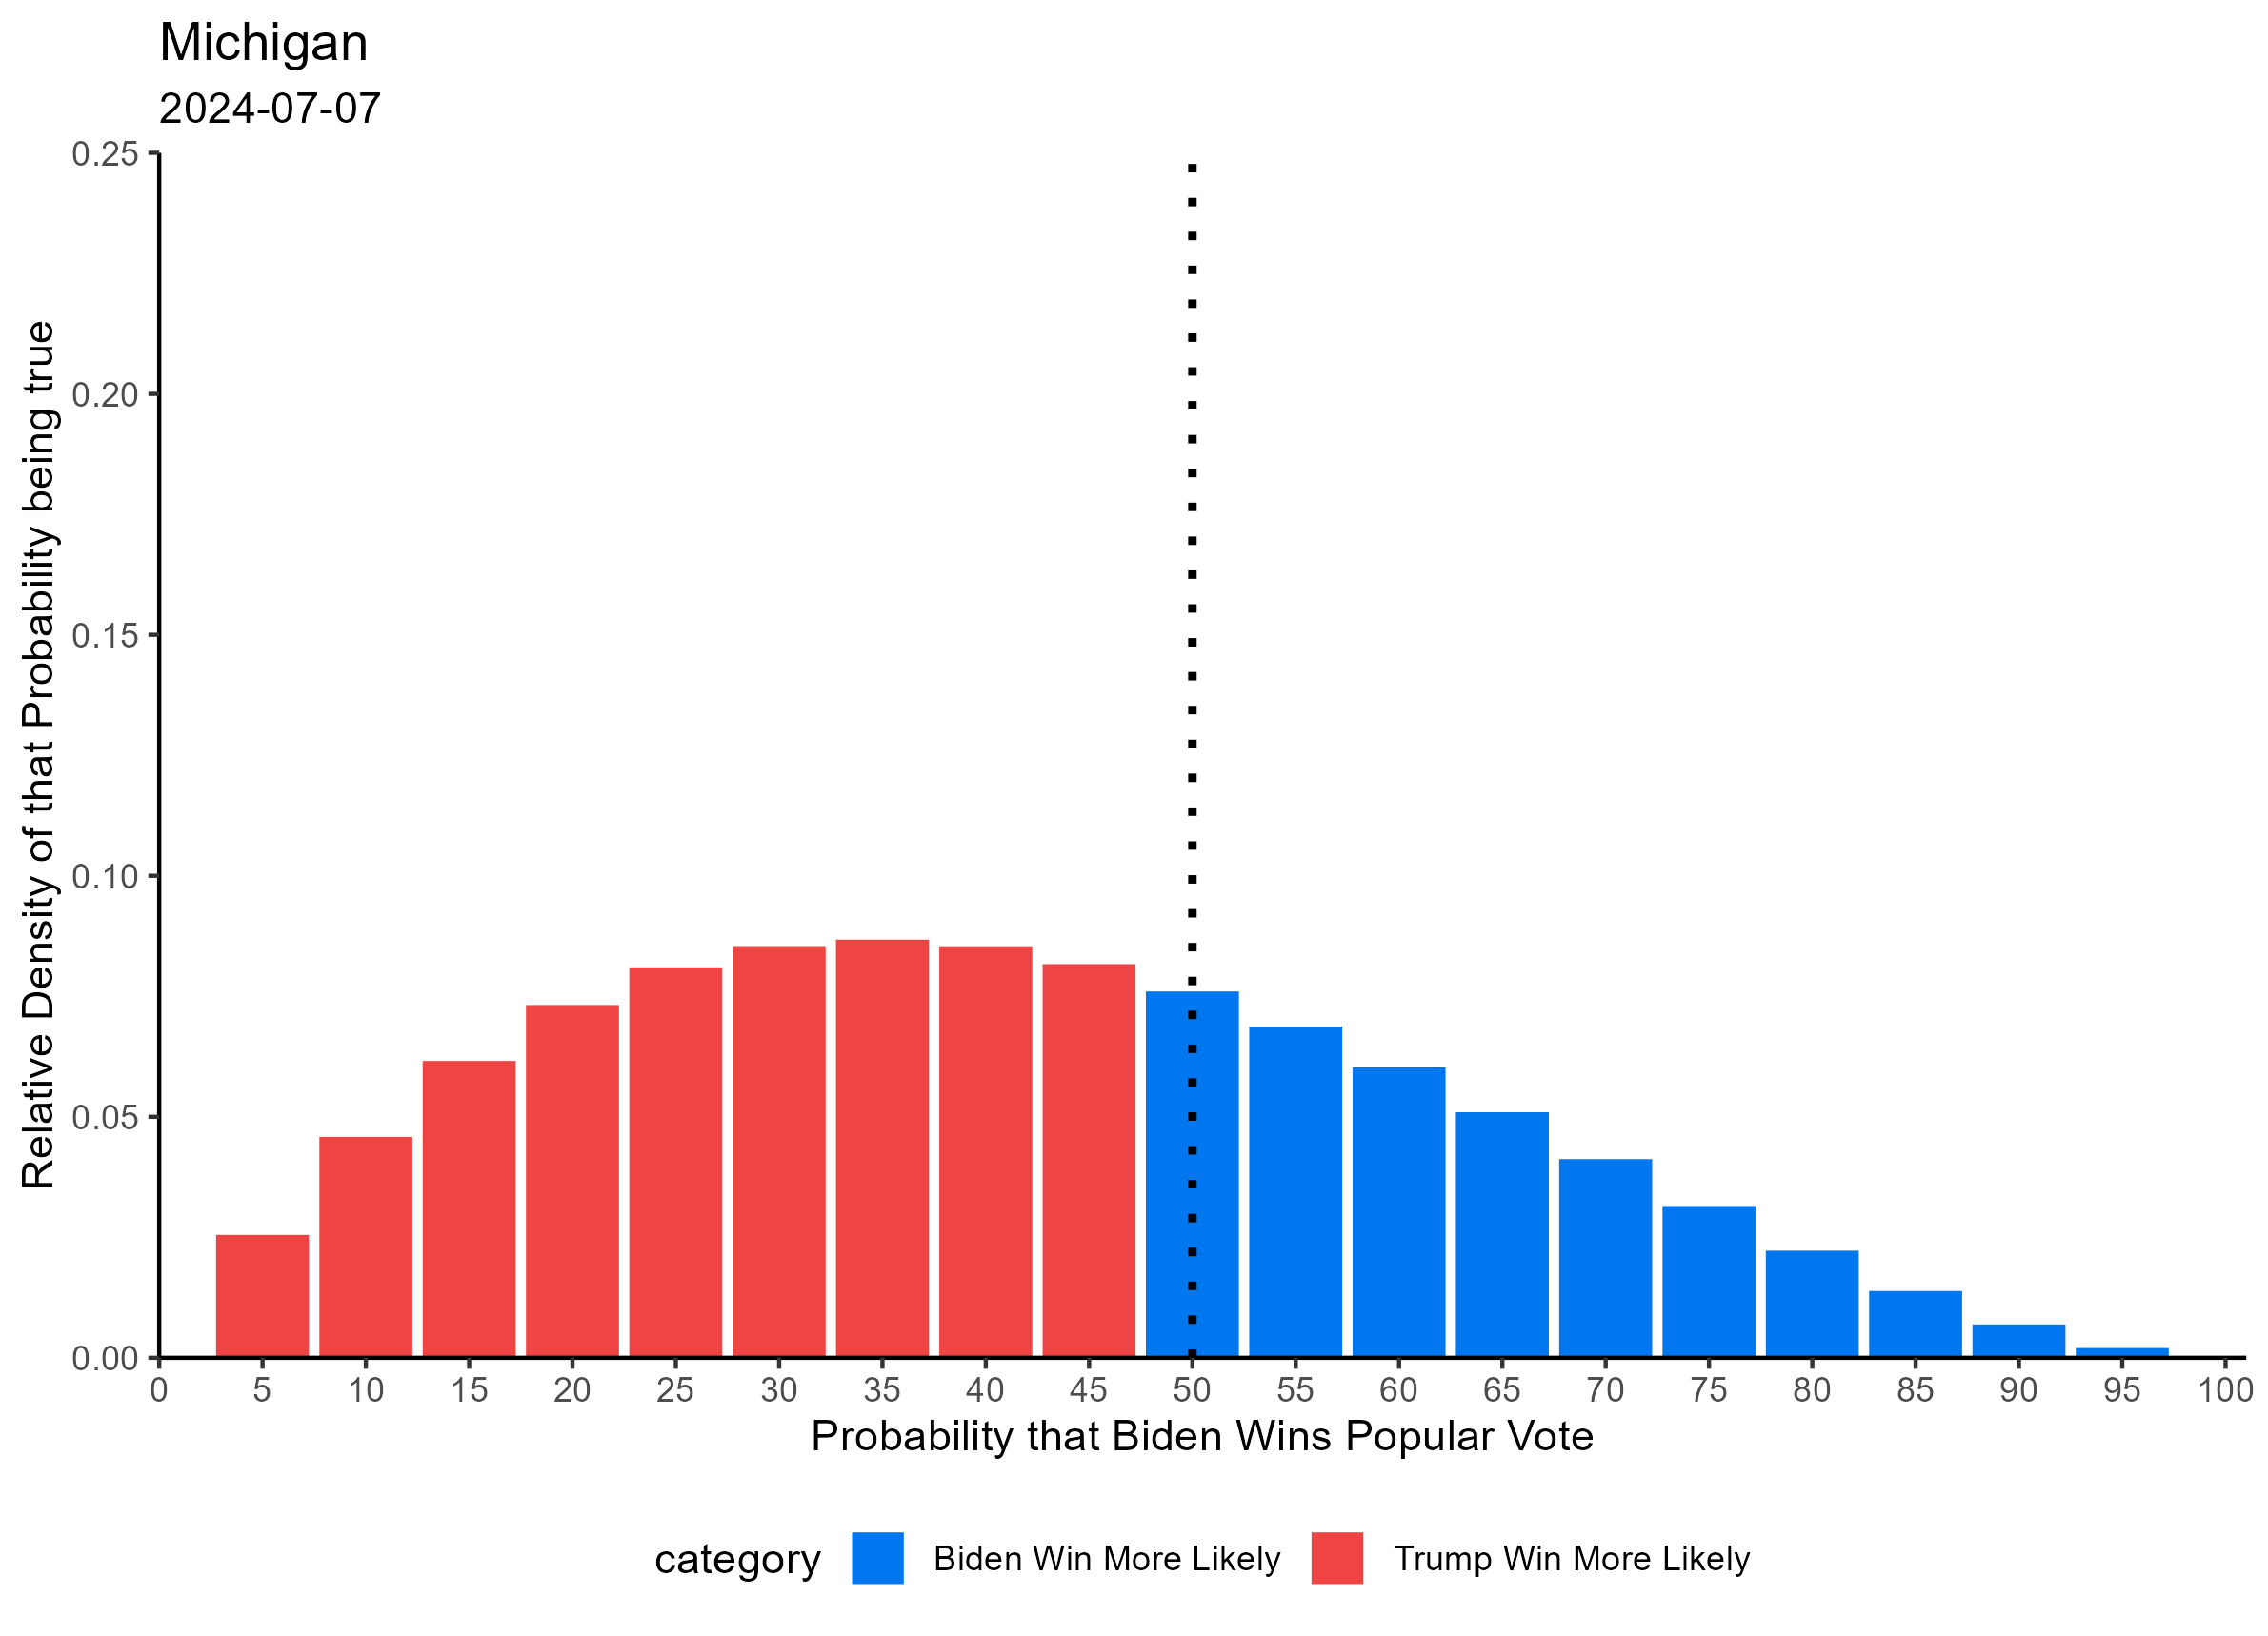 Michigan
2024-07-07
Relative Density of that Probability being true
0.25
0.20
0.15
0.10
0.05
0.00
0 5 10 15 20 25 30 35 40 45 50 55 60 65 70 75 80 85 90 95 100
Probability that Biden Wins Popular Vote
category Biden Win More Likely Trump Win More Likely